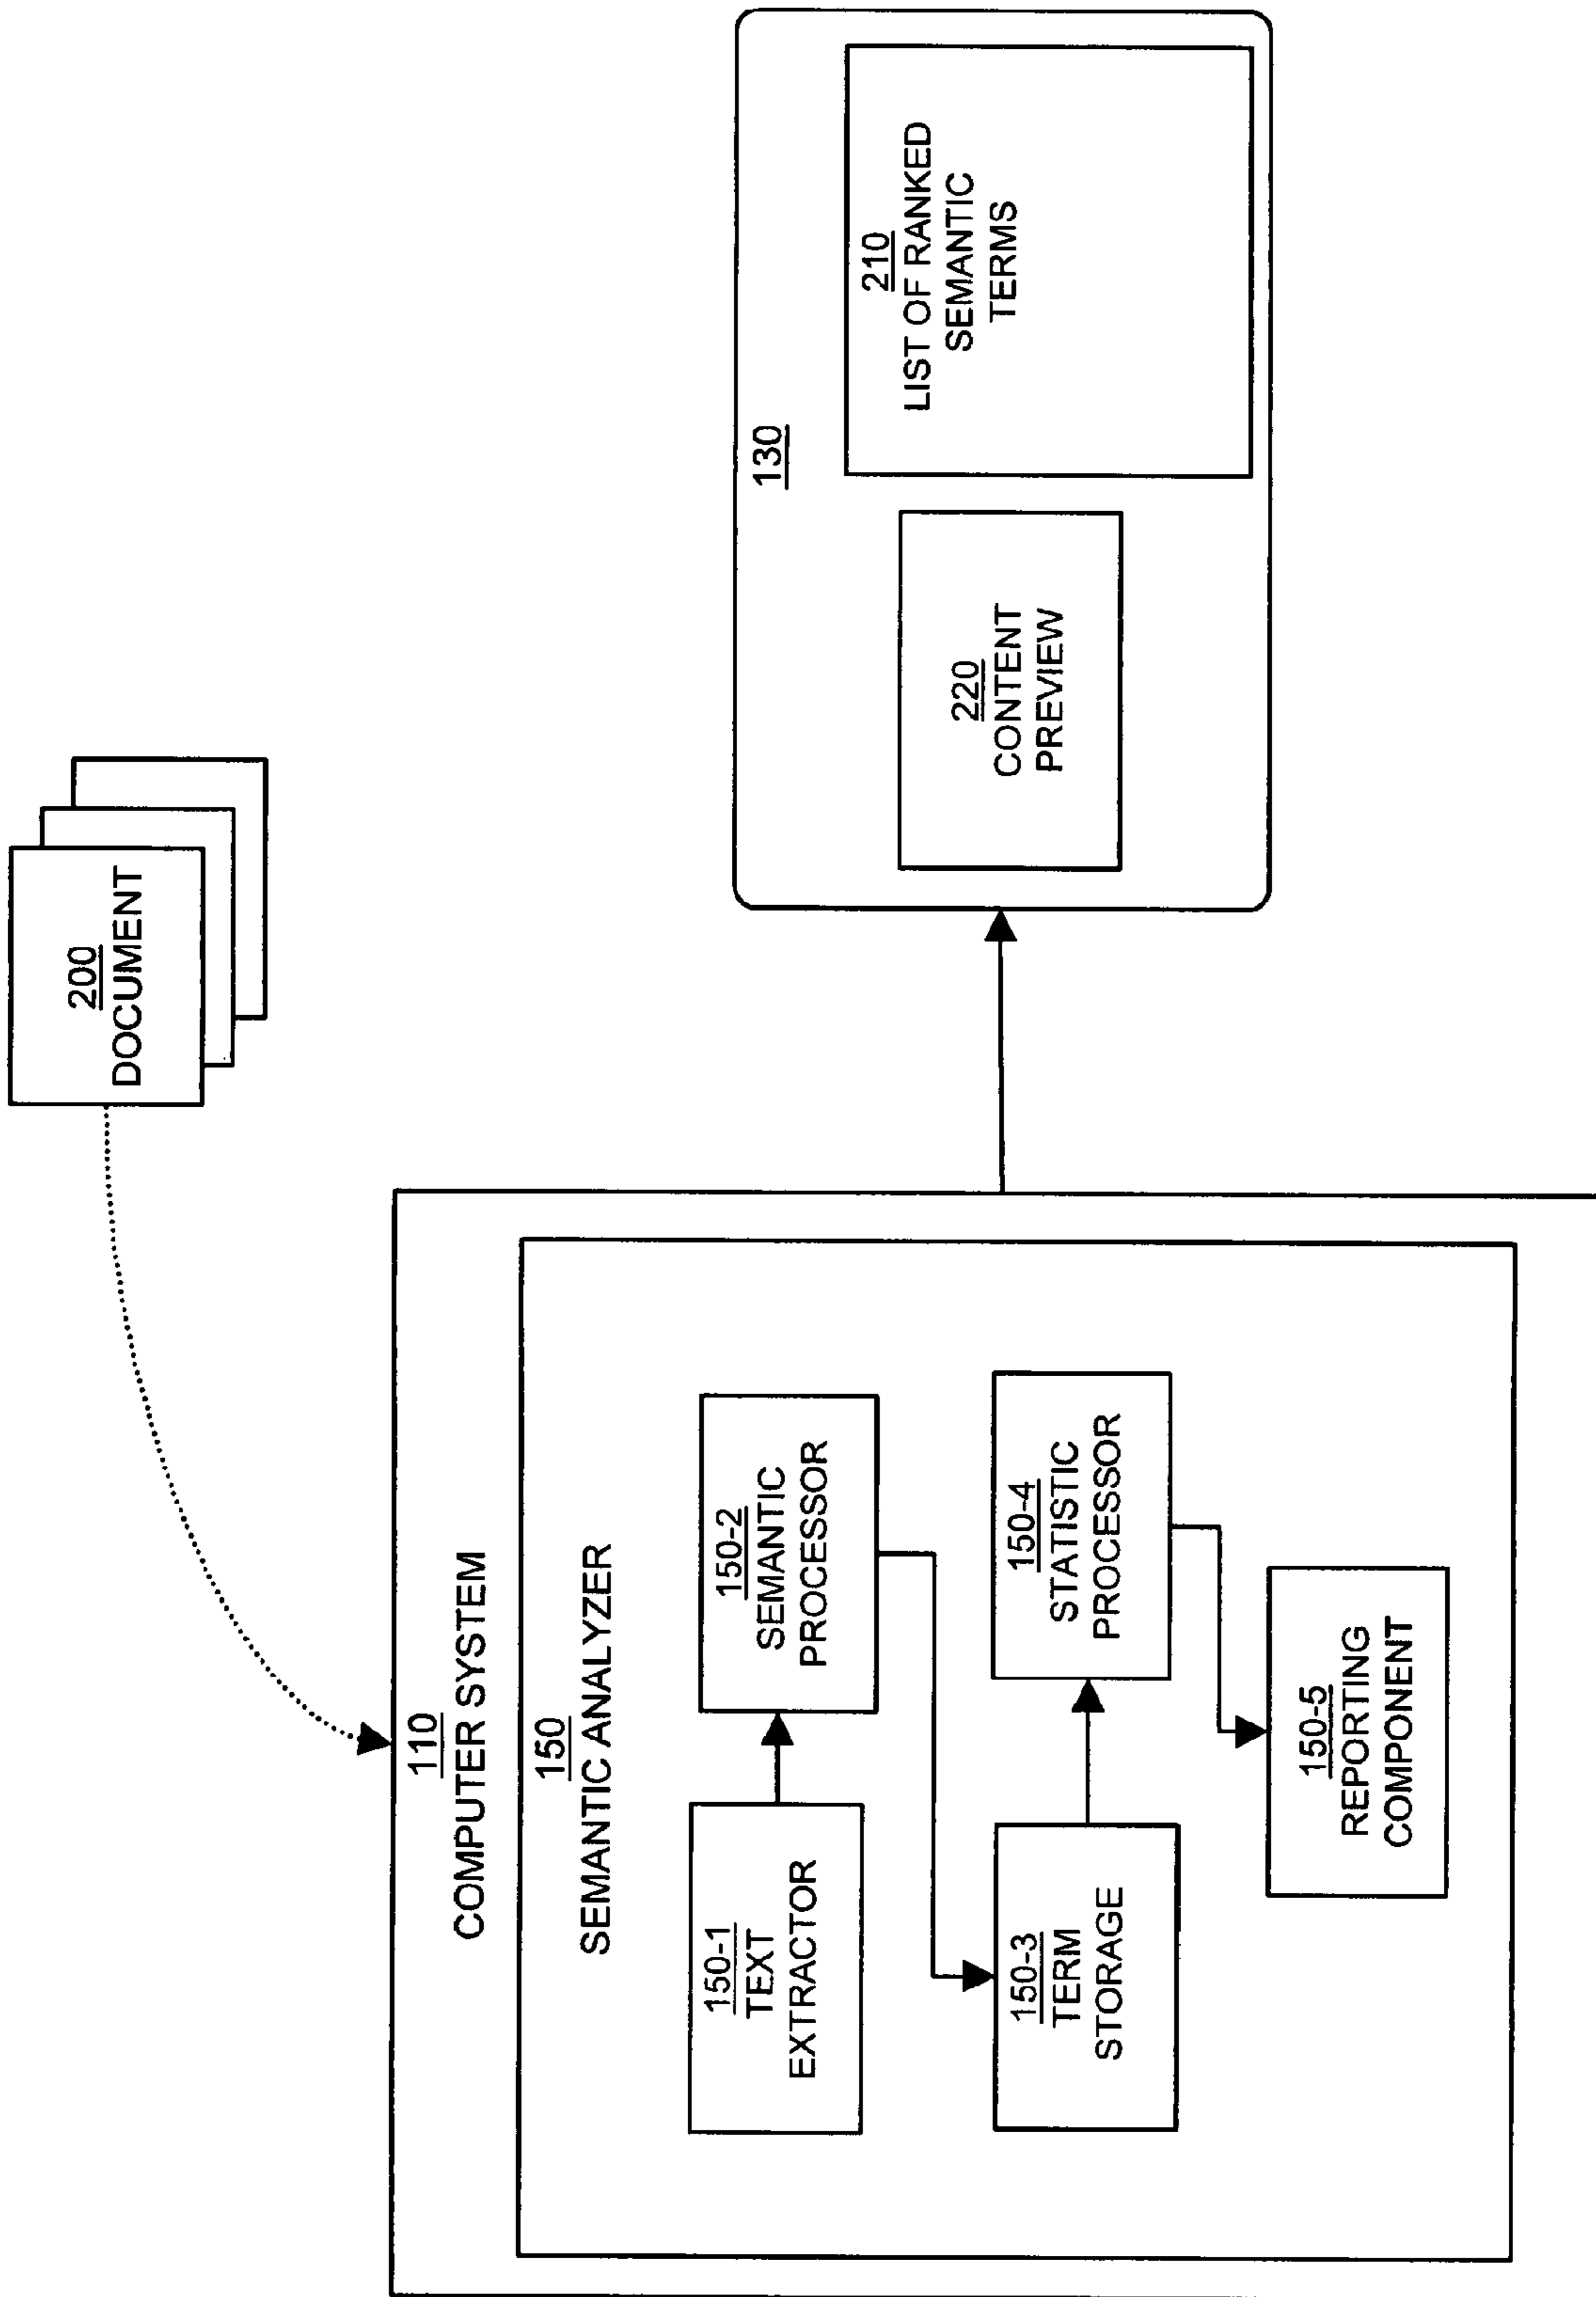 200
DOCUMENT
110
COMPUTER SYSTEM
150
SEMANTIC ANALYZER
150-1
TEXT
EXTRACTOR
150-2
SEMANTIC
PROCESSOR
150-3
TERM
STORAGE
150-4
STATISTIC
PROCESSOR
150-5
REPORTING
COMPONENT
130
220
CONTENT
PREVIEW
210
LIST OF RANKED
SEMANTIC
TERMS